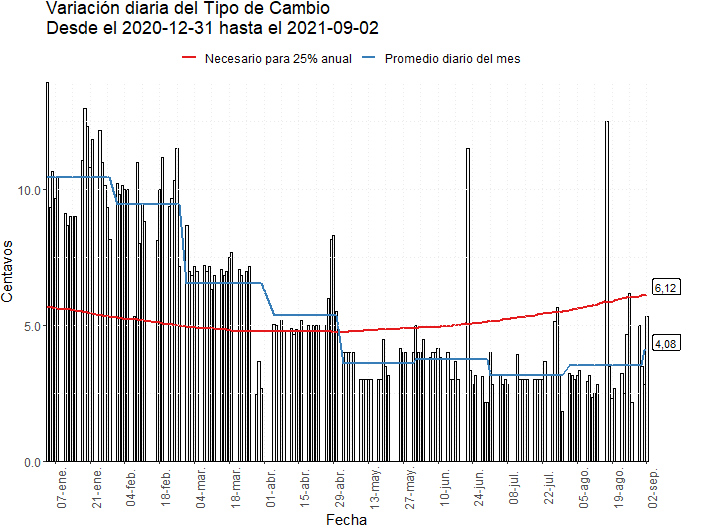 Variación diaria del Tipo de Cambio
Desde el 2020-12-31 hasta el 2021-09-02
Necesario para 25% anual
Promedio diario del mes
Centavos
10.0
5.0
0.0
6,12
4,08
07-ene.
21-ene.
04-feb.
18-feb.
04-mar.
18-mar.
01-abr.
15-abr.
29-abr.
13-may.
27-may.
10-jun.
24-jun.
08-jul.
22-jul.
05-ago.
19-ago.
02-sep.
Fecha